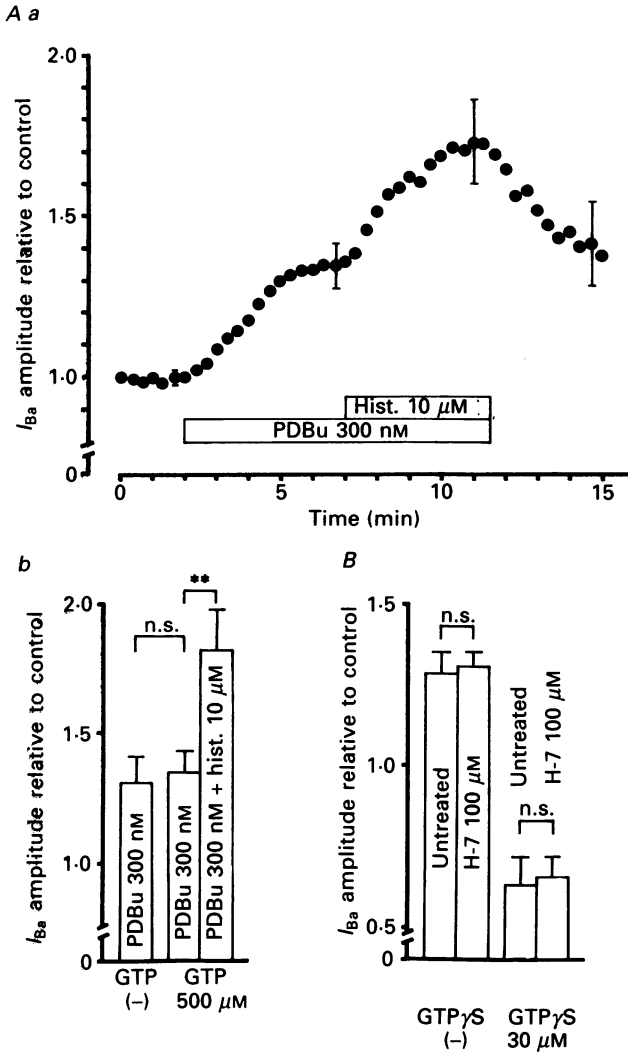 A a
2·0
1·5
1·0
0
I_Ba amplitude relative to control
Hist. 10 μM
PDBu 300 nM
0 5 10 15
Time (min)
b
2·0
1·5
1·0
0
I_Ba amplitude relative to control
n.s.
**
PDBu 300 nM
PDBu 300 nM
PDBu 300 nM + hist. 10 μM
GTP
(–)
GTP
500 μM
B
1·5
1·0
0·5
0
I_Ba amplitude relative to control
n.s.
Untreated
H-7 100 μM
Untreated
H-7 100 μM
n.s.
GTPγS
(–)
GTPγS
30 μM